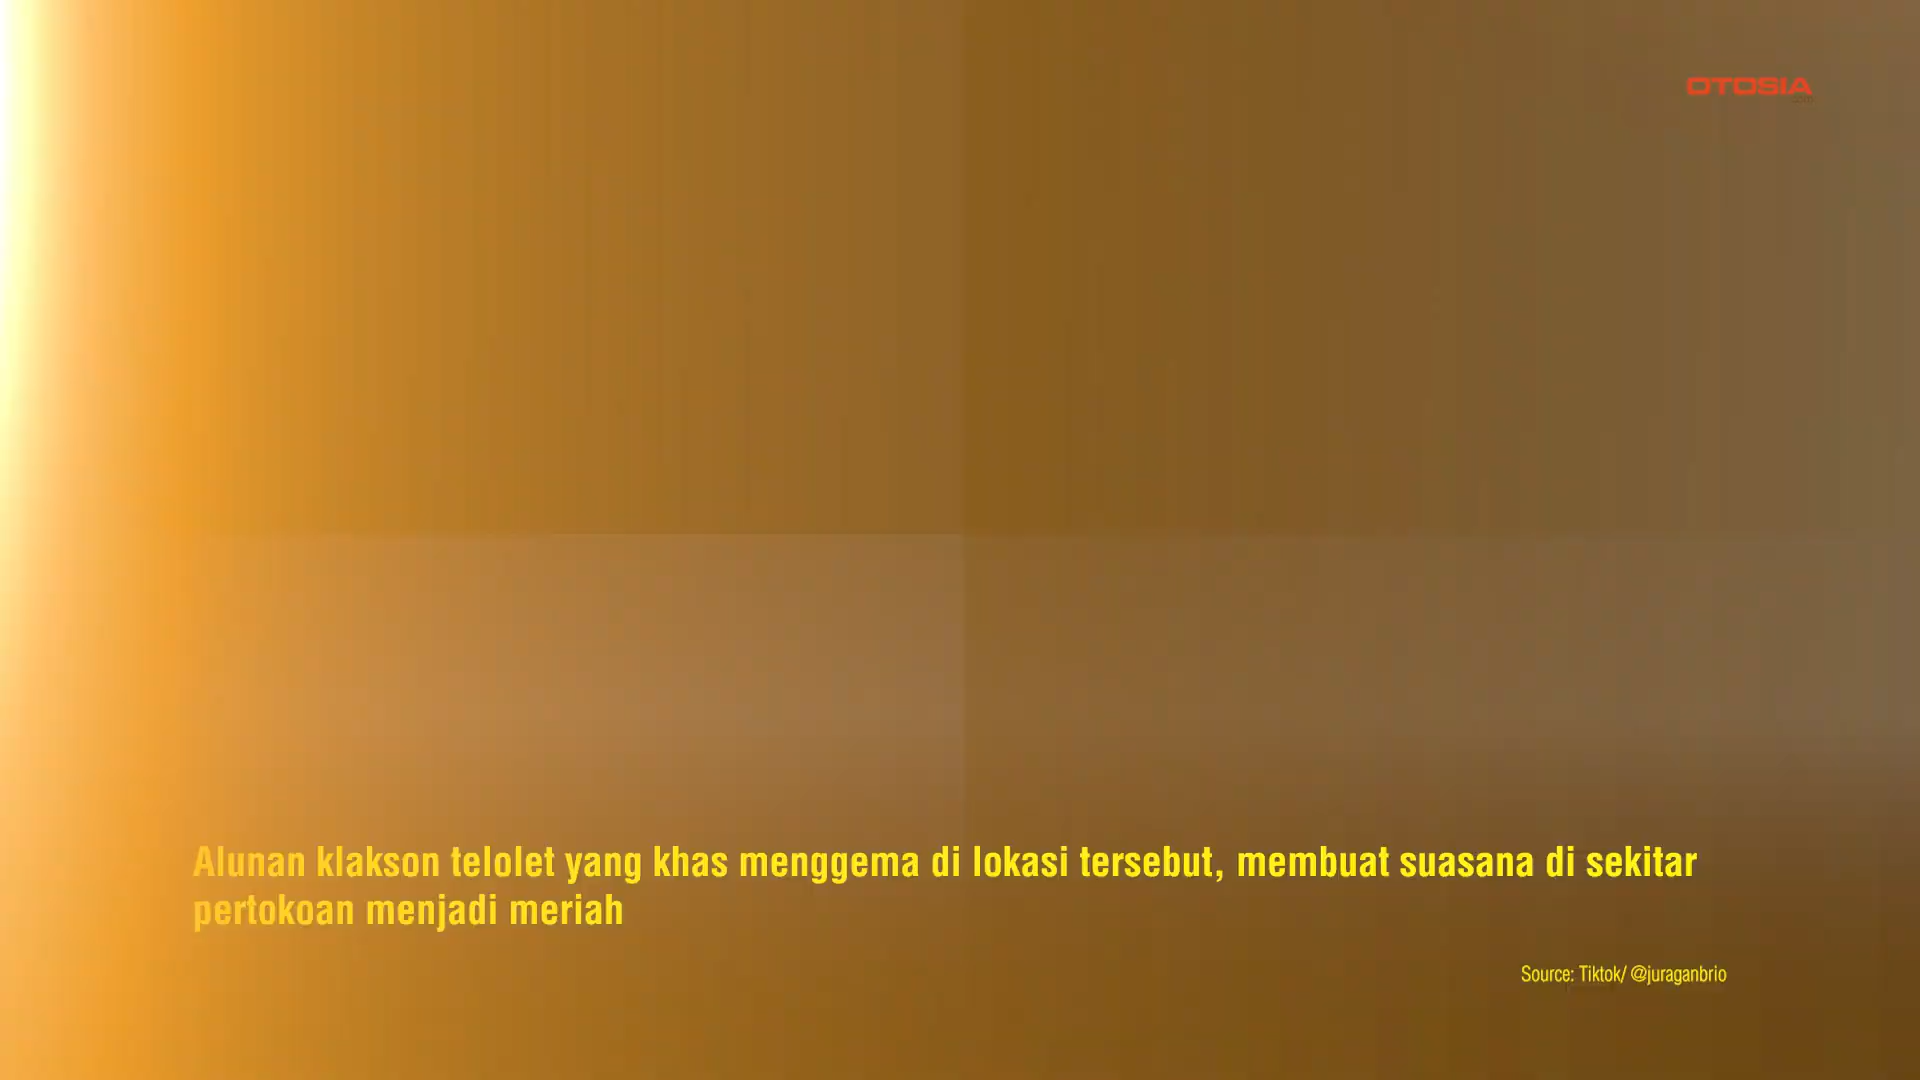 OTOSIA
.com
Alunan klakson telolet yang khas menggema di lokasi tersebut, membuat suasana di sekitar
pertokoan menjadi meriah
Source: Tiktok/ @juraganbrio